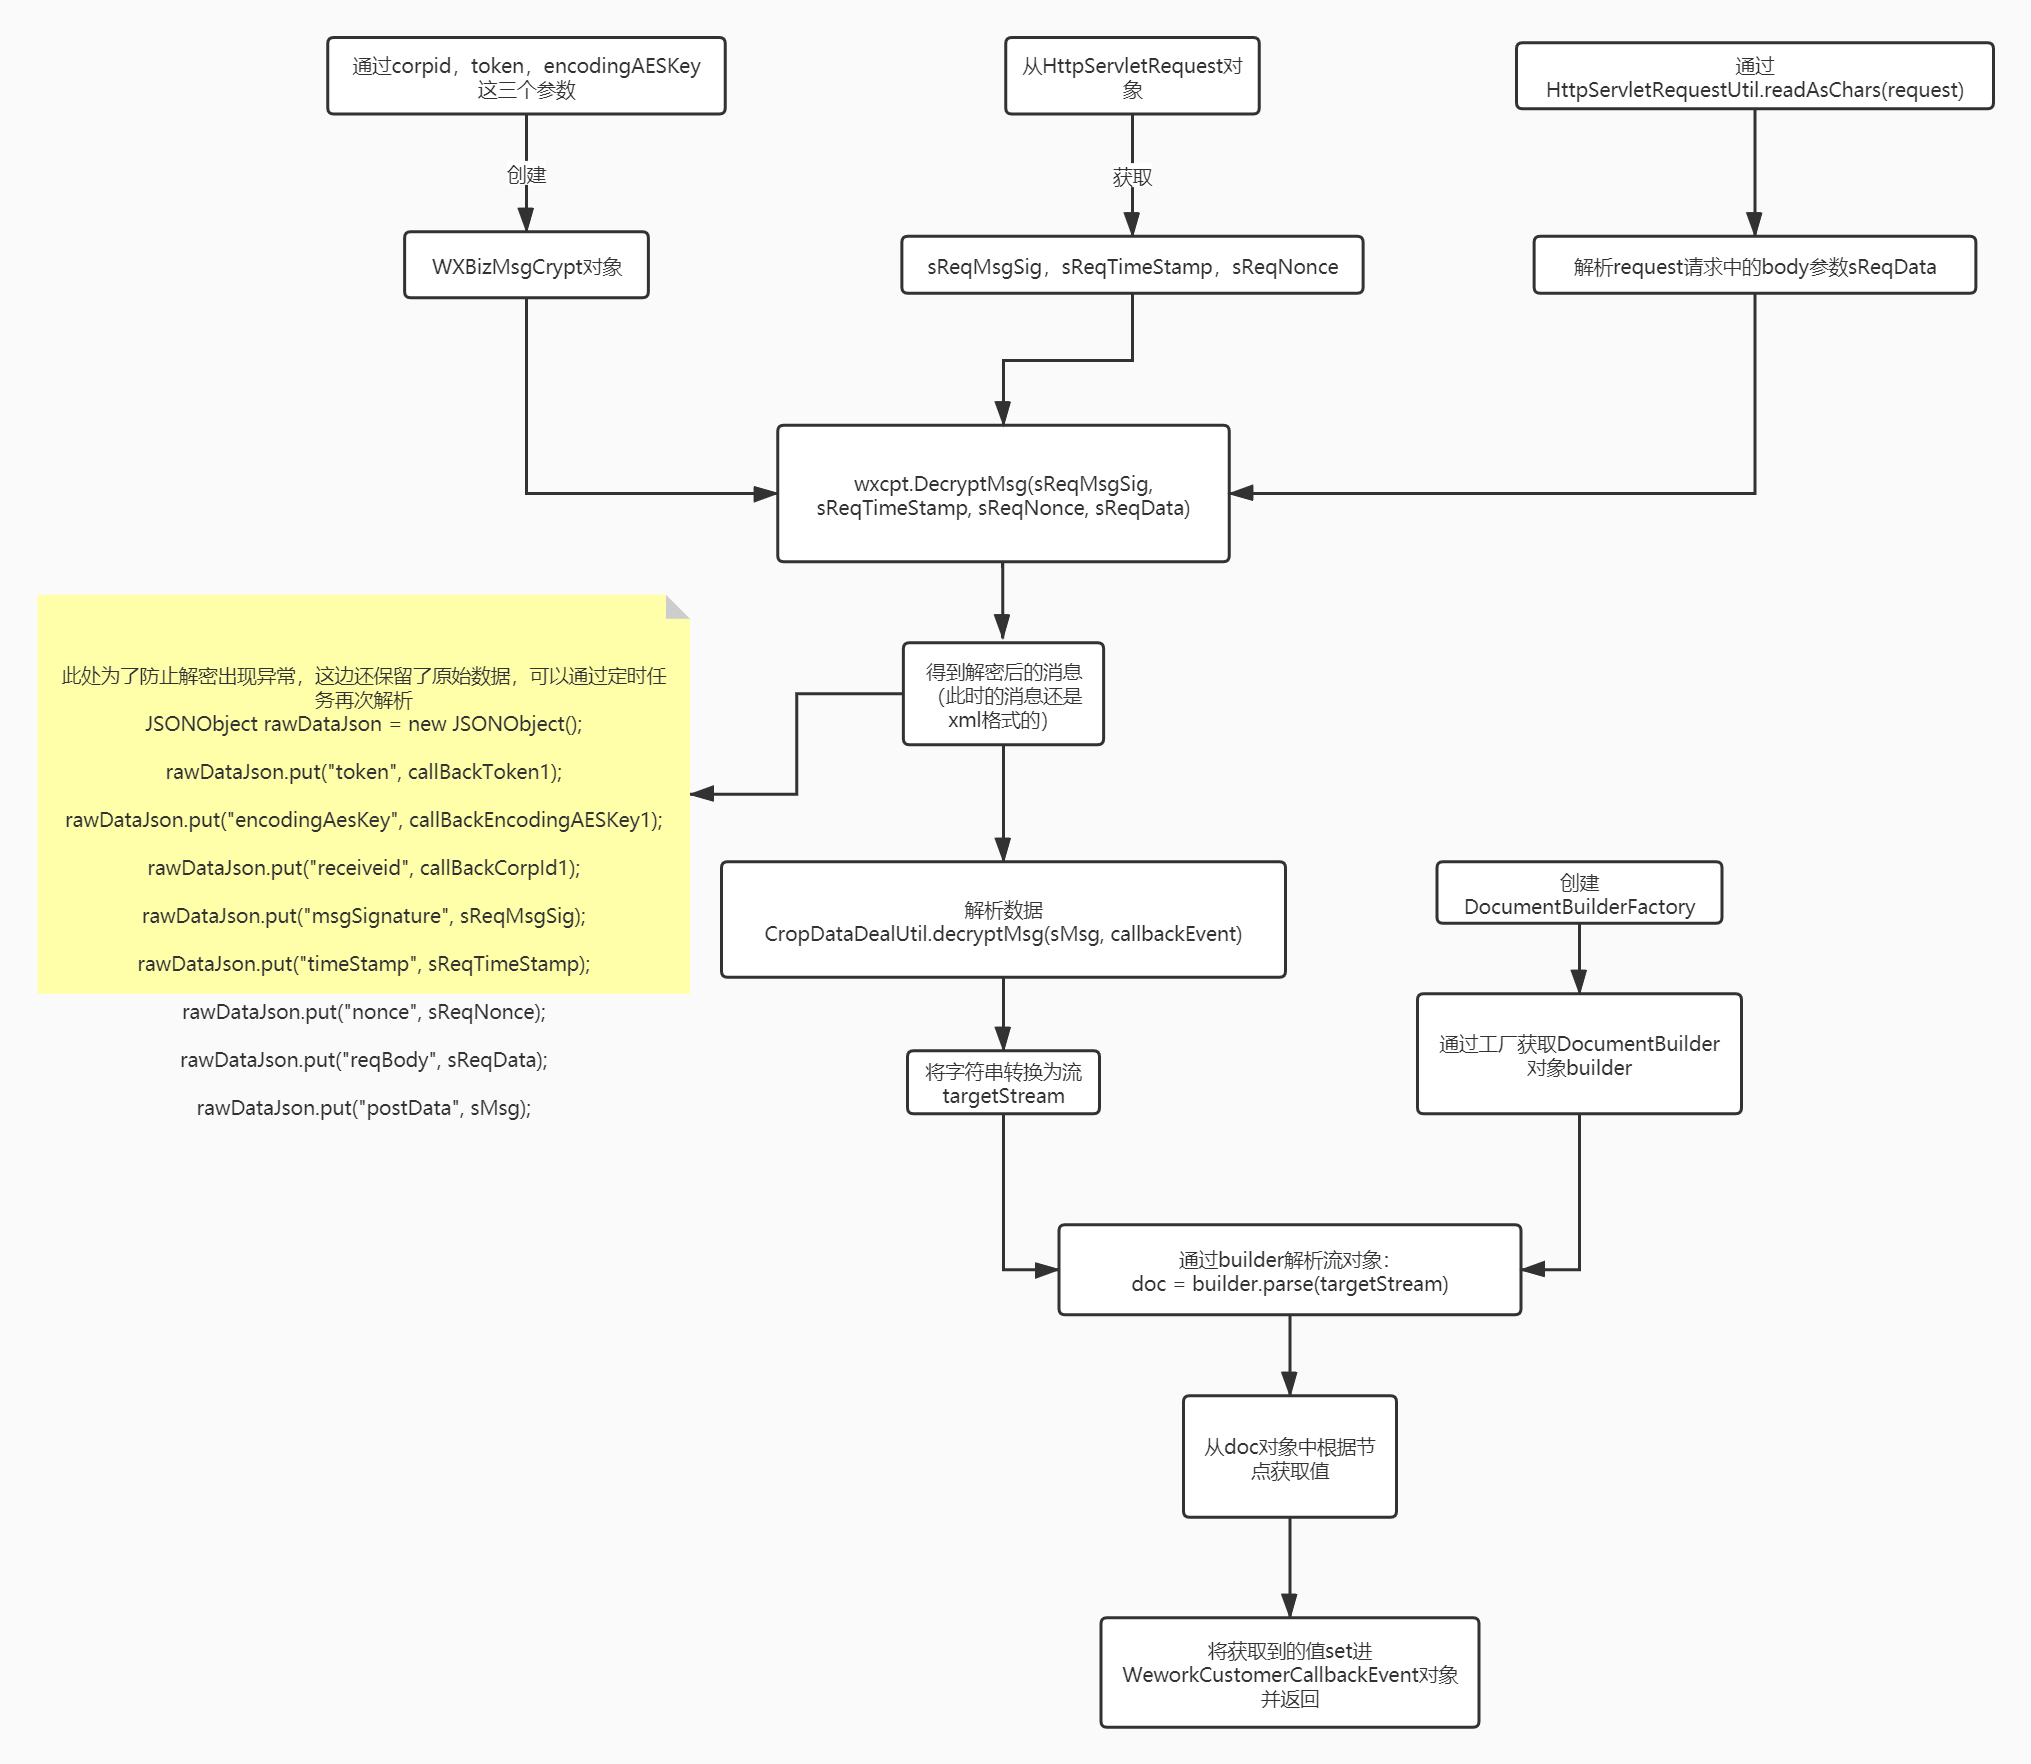 通过corpid，token，encodingAESKey
这三个参数
从HttpServletRequest对
象
通过
HttpServletRequestUtil.readAsChars(request)
创建
获取
WXBizMsgCrypt对象
sReqMsgSig，sReqTimeStamp，sReqNonce
解析request请求中的body参数sReqData
wxcpt.DecryptMsg(sReqMsgSig,
sReqTimeStamp, sReqNonce, sReqData)
得到解密后的消息
（此时的消息还是
xml格式的）
此处为了防止解密出现异常，这边还保留了原始数据，可以通过定时任
务再次解析
JSONObject rawDataJson = new JSONObject();
rawDataJson.put("token", callBackToken1);
rawDataJson.put("encodingAesKey", callBackEncodingAESKey1);
rawDataJson.put("receiveid", callBackCorpId1);
rawDataJson.put("msgSignature", sReqMsgSig);
rawDataJson.put("timeStamp", sReqTimeStamp);
rawDataJson.put("nonce", sReqNonce);
rawDataJson.put("reqBody", sReqData);
rawDataJson.put("postData", sMsg);
解析数据
CropDataDealUtil.decryptMsg(sMsg, callbackEvent)
创建
DocumentBuilderFactory
将字符串转换为流
targetStream
通过工厂获取DocumentBuilder
对象builder
通过builder解析流对象：
doc = builder.parse(targetStream)
从doc对象中根据节
点获取值
将获取到的值set进
WeworkCustomerCallbackEvent对象
并返回